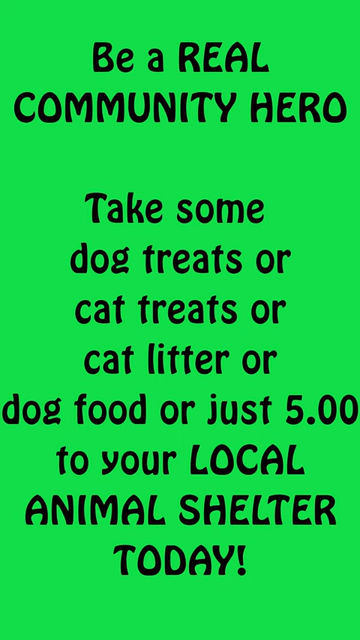 Be a REAL
COMMUNITY HERO
Take some
dog treats or
cat treats or
cat litter or
dog food or just 5.00
to your LOCAL
ANIMAL SHELTER
TODAY!